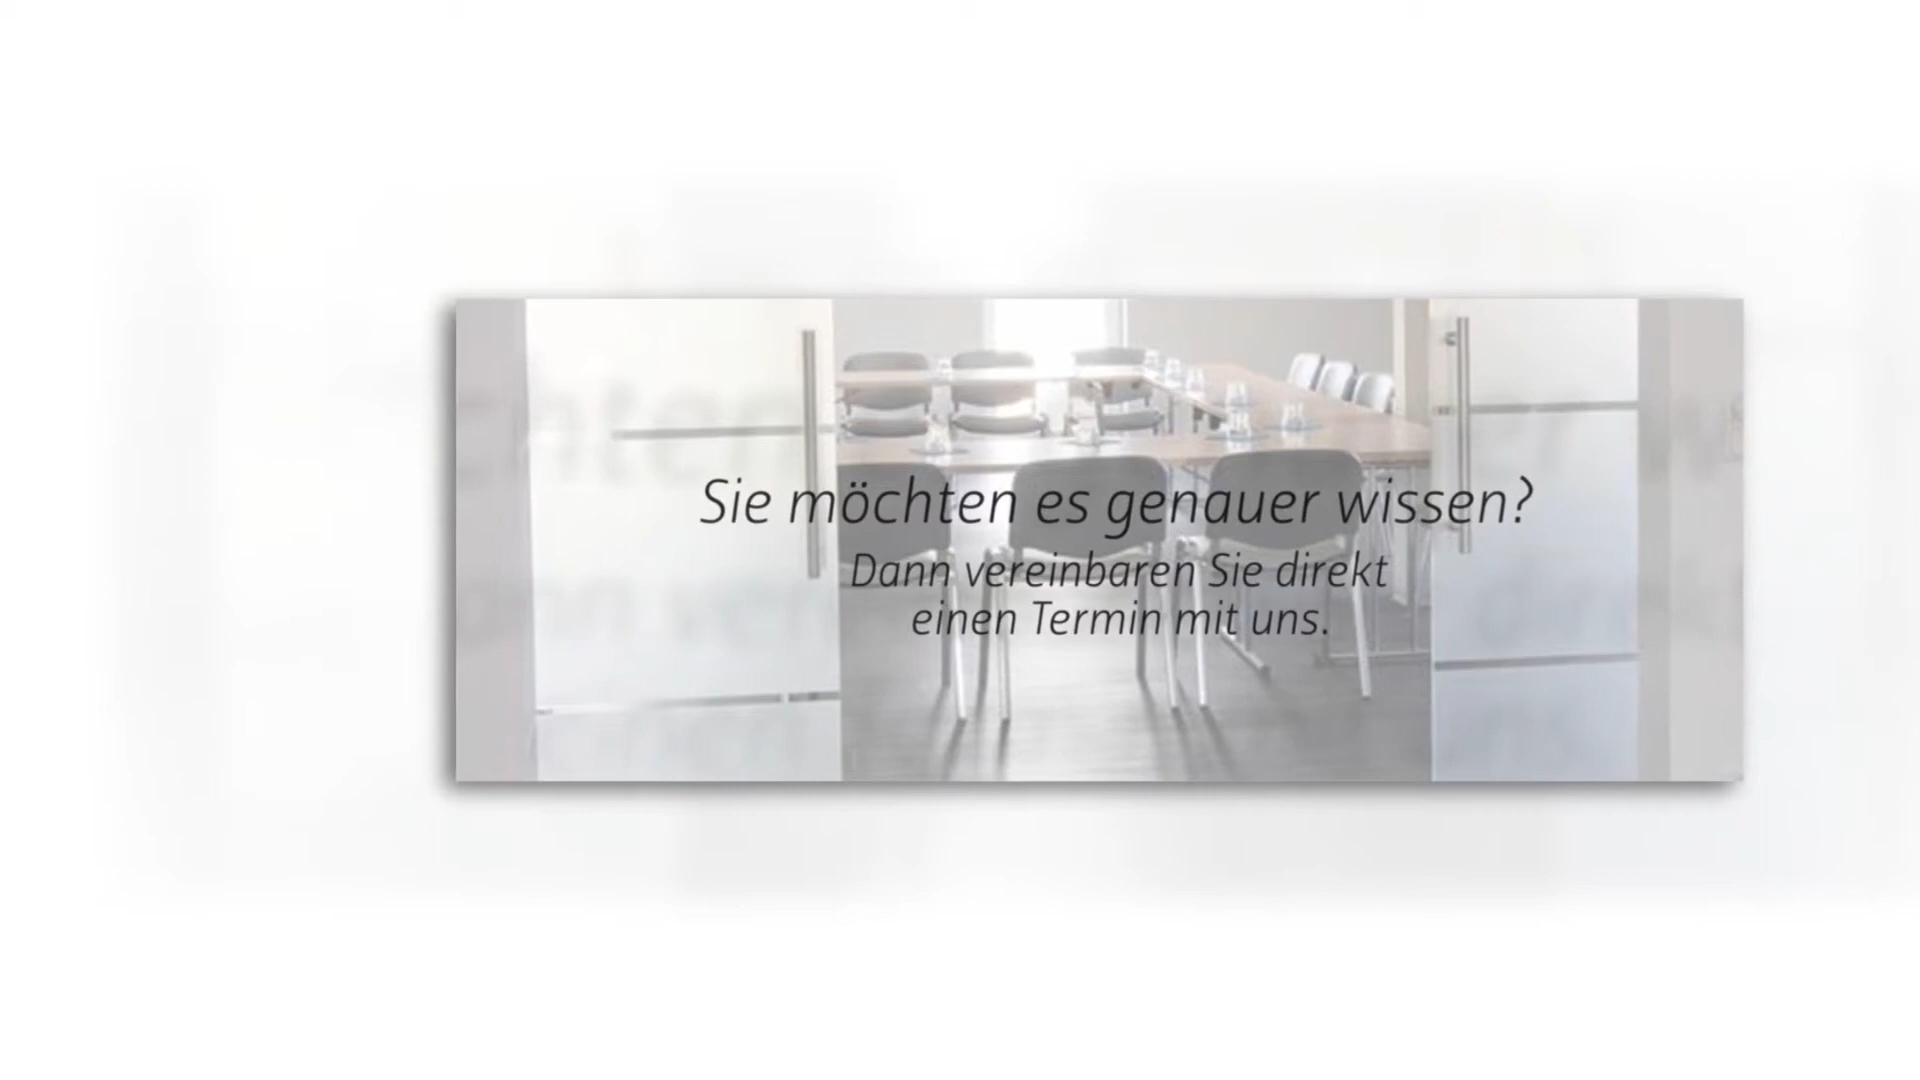 Sie möchten es genauer wissen?
Dann vereinbaren Sie direkt
einen Termin mit uns.